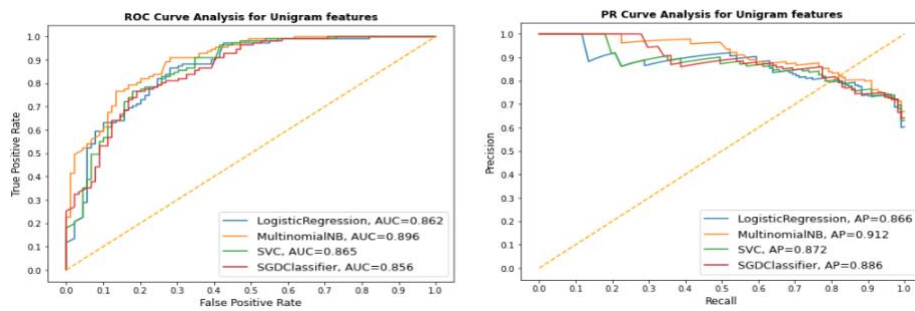 ROC Curve Analysis for Unigram features
True Positive Rate
1.0
0.9
0.8
0.7
0.6
0.5
0.4
0.3
0.2
0.1
0.0
LogisticRegression, AUC=0.862
MultinomialNB, AUC=0.896
SVC, AUC=0.865
SGDClassifier, AUC=0.856
0.0 0.1 0.2 0.3 0.4 0.5 0.6 0.7 0.8 0.9 1.0
False Positive Rate
PR Curve Analysis for Unigram features
Precision
1.0
0.9
0.8
0.7
0.6
0.5
0.4
0.3
0.2
0.1
0.0
LogisticRegression, AP=0.866
MultinomialNB, AP=0.912
SVC, AP=0.872
SGDClassifier, AP=0.886
0.0 0.1 0.2 0.3 0.4 0.5 0.6 0.7 0.8 0.9 1.0
Recall